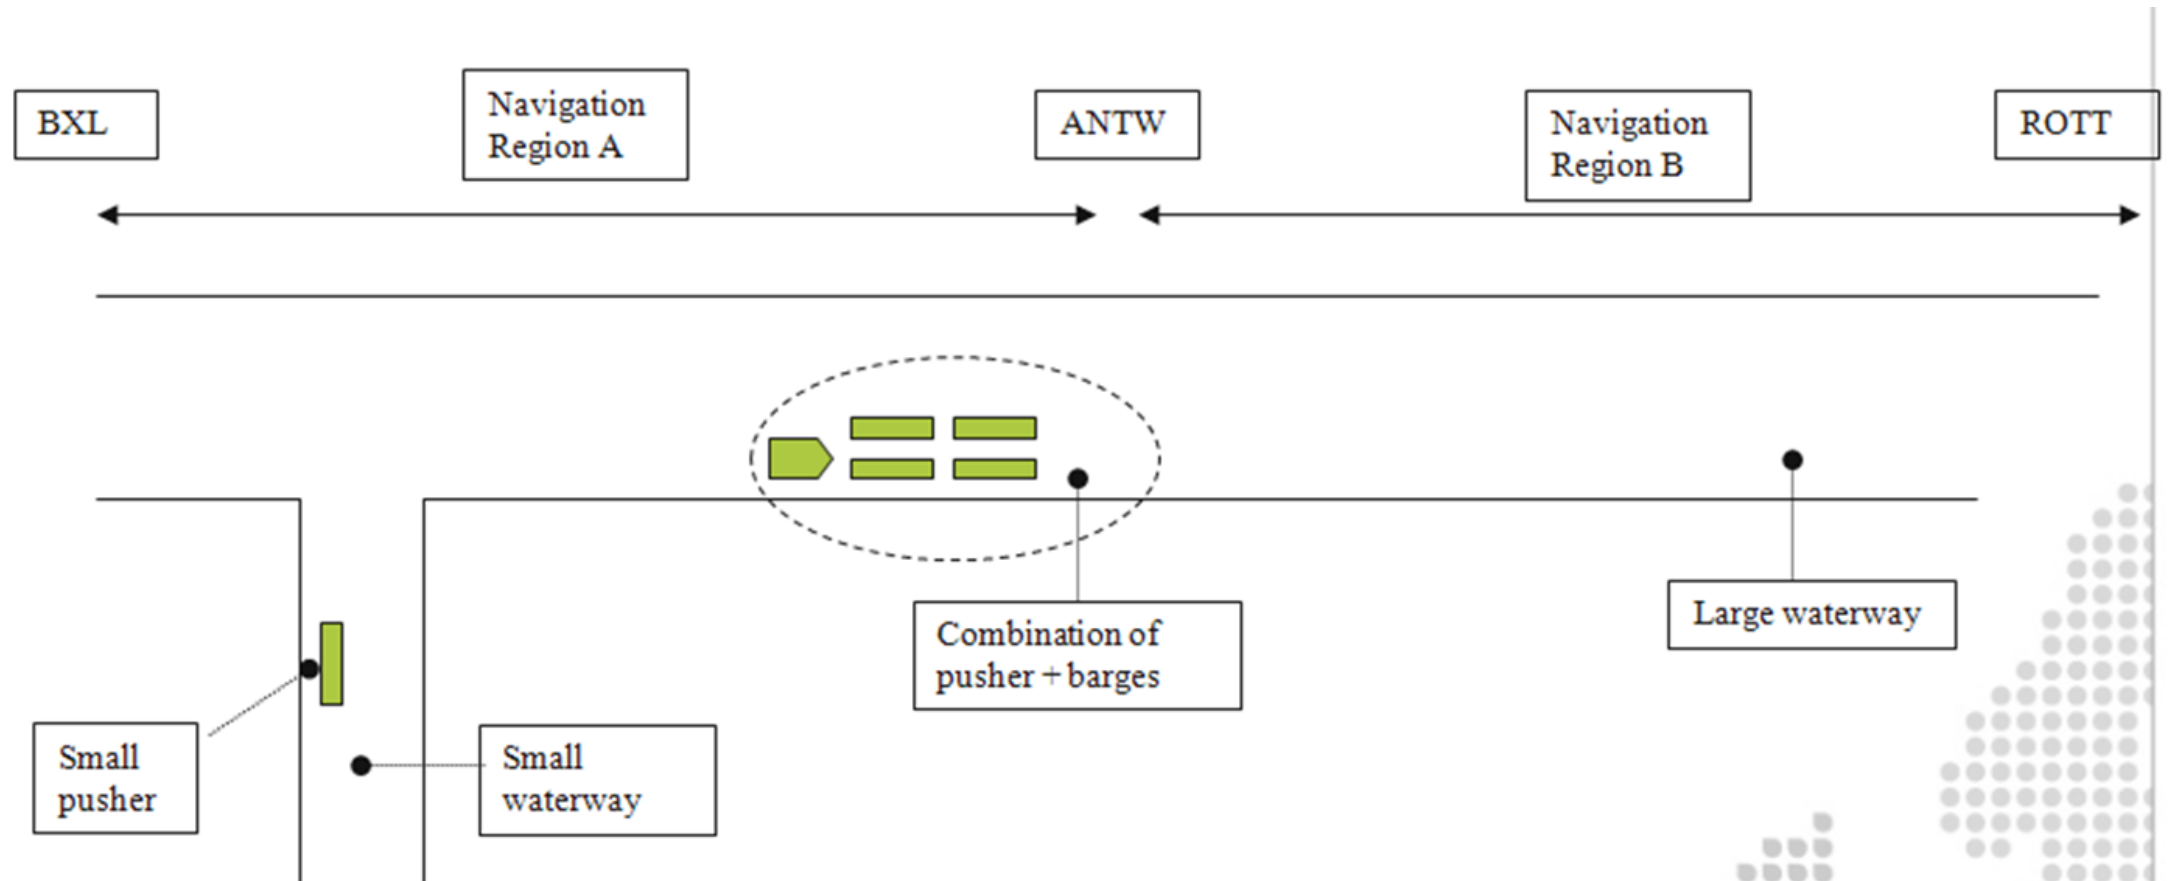 BXL
Navigation
Region A
ANTW
Navigation
Region B
ROTT
Combination of
pusher + barges
Large waterway
Small
pusher
Small
waterway